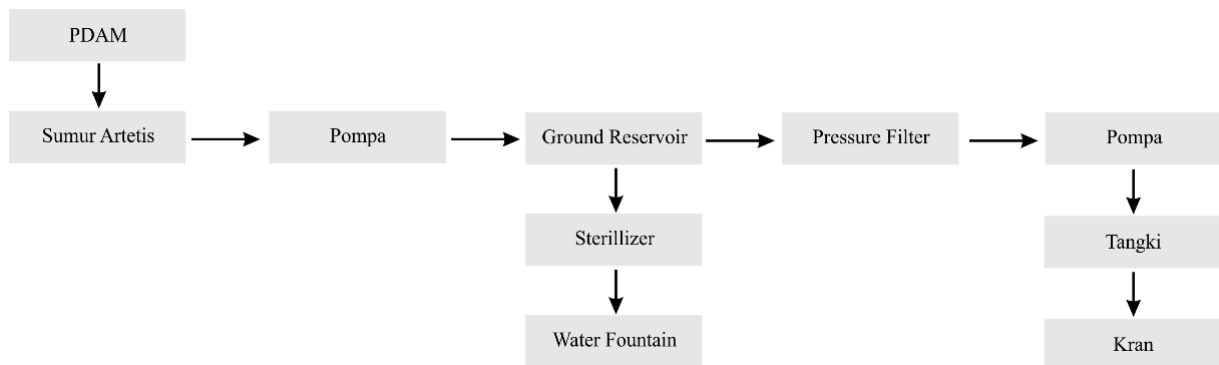 PDAM
Sumur Artetis
Pompa
Ground Reservoir
Pressure Filter
Pompa
Sterillizer
Tangki
Water Fountain
Kran